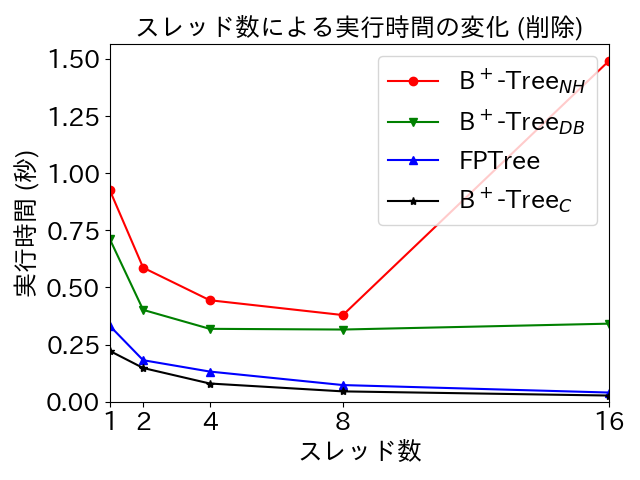 スレッド数による実行時間の変化 (削除)
実行時間 (秒)
1.50
1.25
1.00
0.75
0.50
0.25
0.00
B⁺-Tree_NH
B⁺-Tree_DB
FPTree
B⁺-Tree_C
1 2 4 8 16
スレッド数